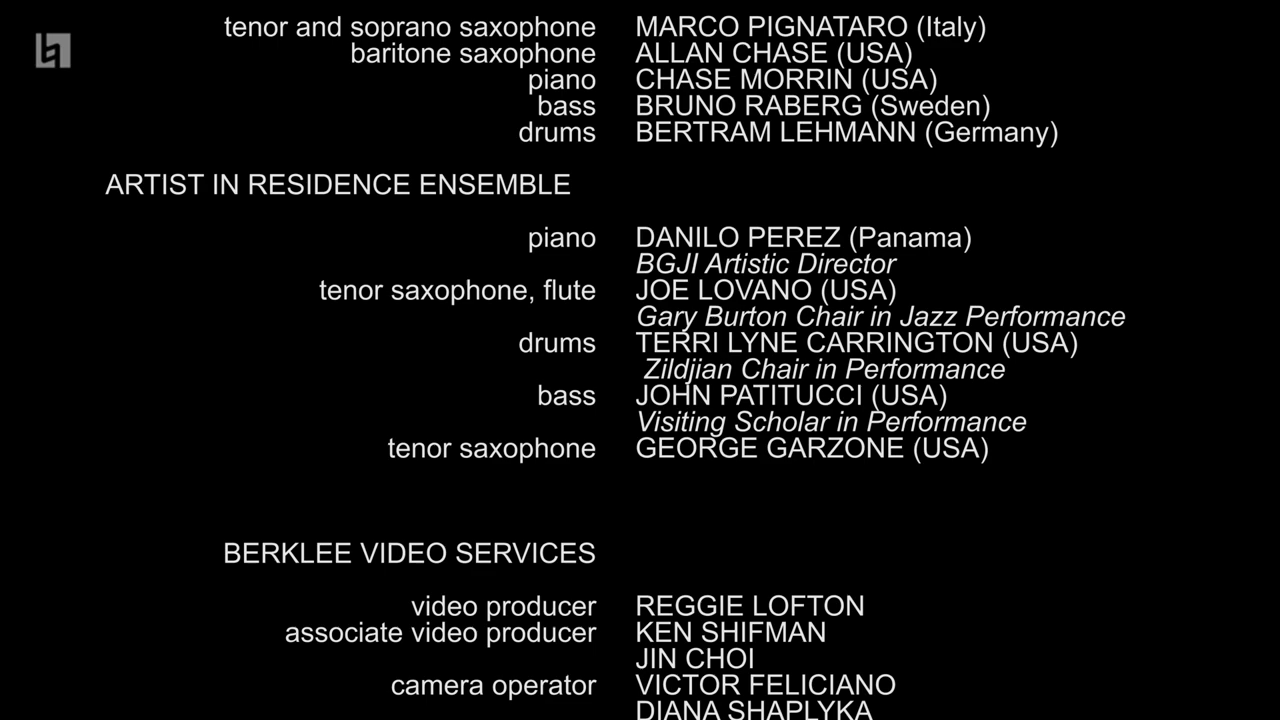 tenor and soprano saxophone MARCO PIGNATARO (Italy)
baritone saxophone ALLAN CHASE (USA)
piano CHASE MORRIN (USA)
bass BRUNO RABERG (Sweden)
drums BERTRAM LEHMANN (Germany)
ARTIST IN RESIDENCE ENSEMBLE
piano DANILO PEREZ (Panama)
BGJI Artistic Director
tenor saxophone, flute JOE LOVANO (USA)
Gary Burton Chair in Jazz Performance
drums TERRI LYNE CARRINGTON (USA)
Zildjian Chair in Performance
bass JOHN PATITUCCI (USA)
Visiting Scholar in Performance
tenor saxophone GEORGE GARZONE (USA)
BERKLEE VIDEO SERVICES
video producer REGGIE LOFTON
associate video producer KEN SHIFMAN
JIN CHOI
camera operator VICTOR FELICIANO
DIANA SHAPLYKA